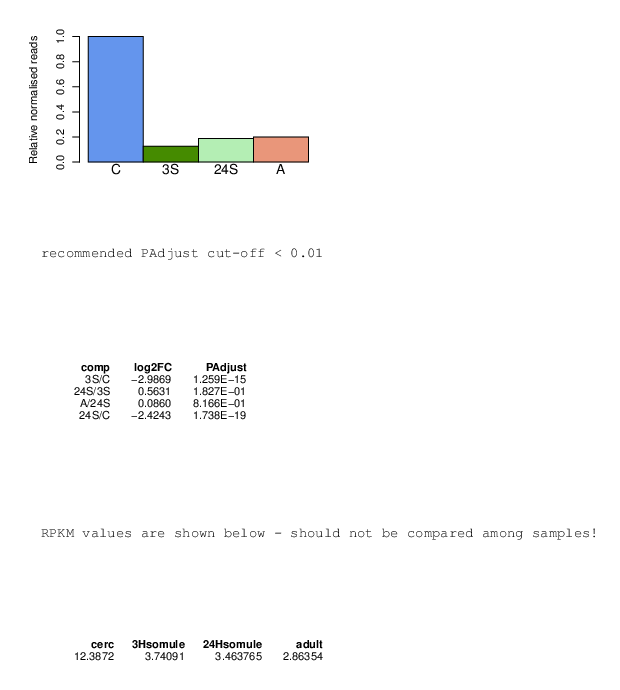 Relative normalised reads
1.0
0.8
0.6
0.4
0.2
0.0
C 3S 24S A
recommended PAdjust cut-off < 0.01
comp log2FC PAdjust
3S/C −2.9869 1.259E−15
24S/3S 0.5631 1.827E−01
A/24S 0.0860 8.166E−01
24S/C −2.4243 1.738E−19
RPKM values are shown below - should not be compared among samples!
cerc 3Hsomule 24Hsomule adult
12.3872 3.74091 3.463765 2.86354